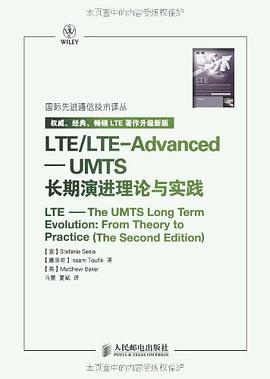 本页面中的内容受版权保护
WILEY
国际先进通信技术译丛
权威、经典、畅销 LTE 著作升级新版
LTE
LTE/LTE-Advanced
— UMTS
长期演进理论与实践
LTE — The UMTS Long Term
Evolution: From Theory to
Practice (The Second Edition)
[意] Stefania Sesia
[摩洛哥] Issam Toufik 著
[英] Matthew Baker
马霓 夏斌 译
人民邮电出版社
POSTS & TELECOM PRESS
本页面中的内容受版权保护